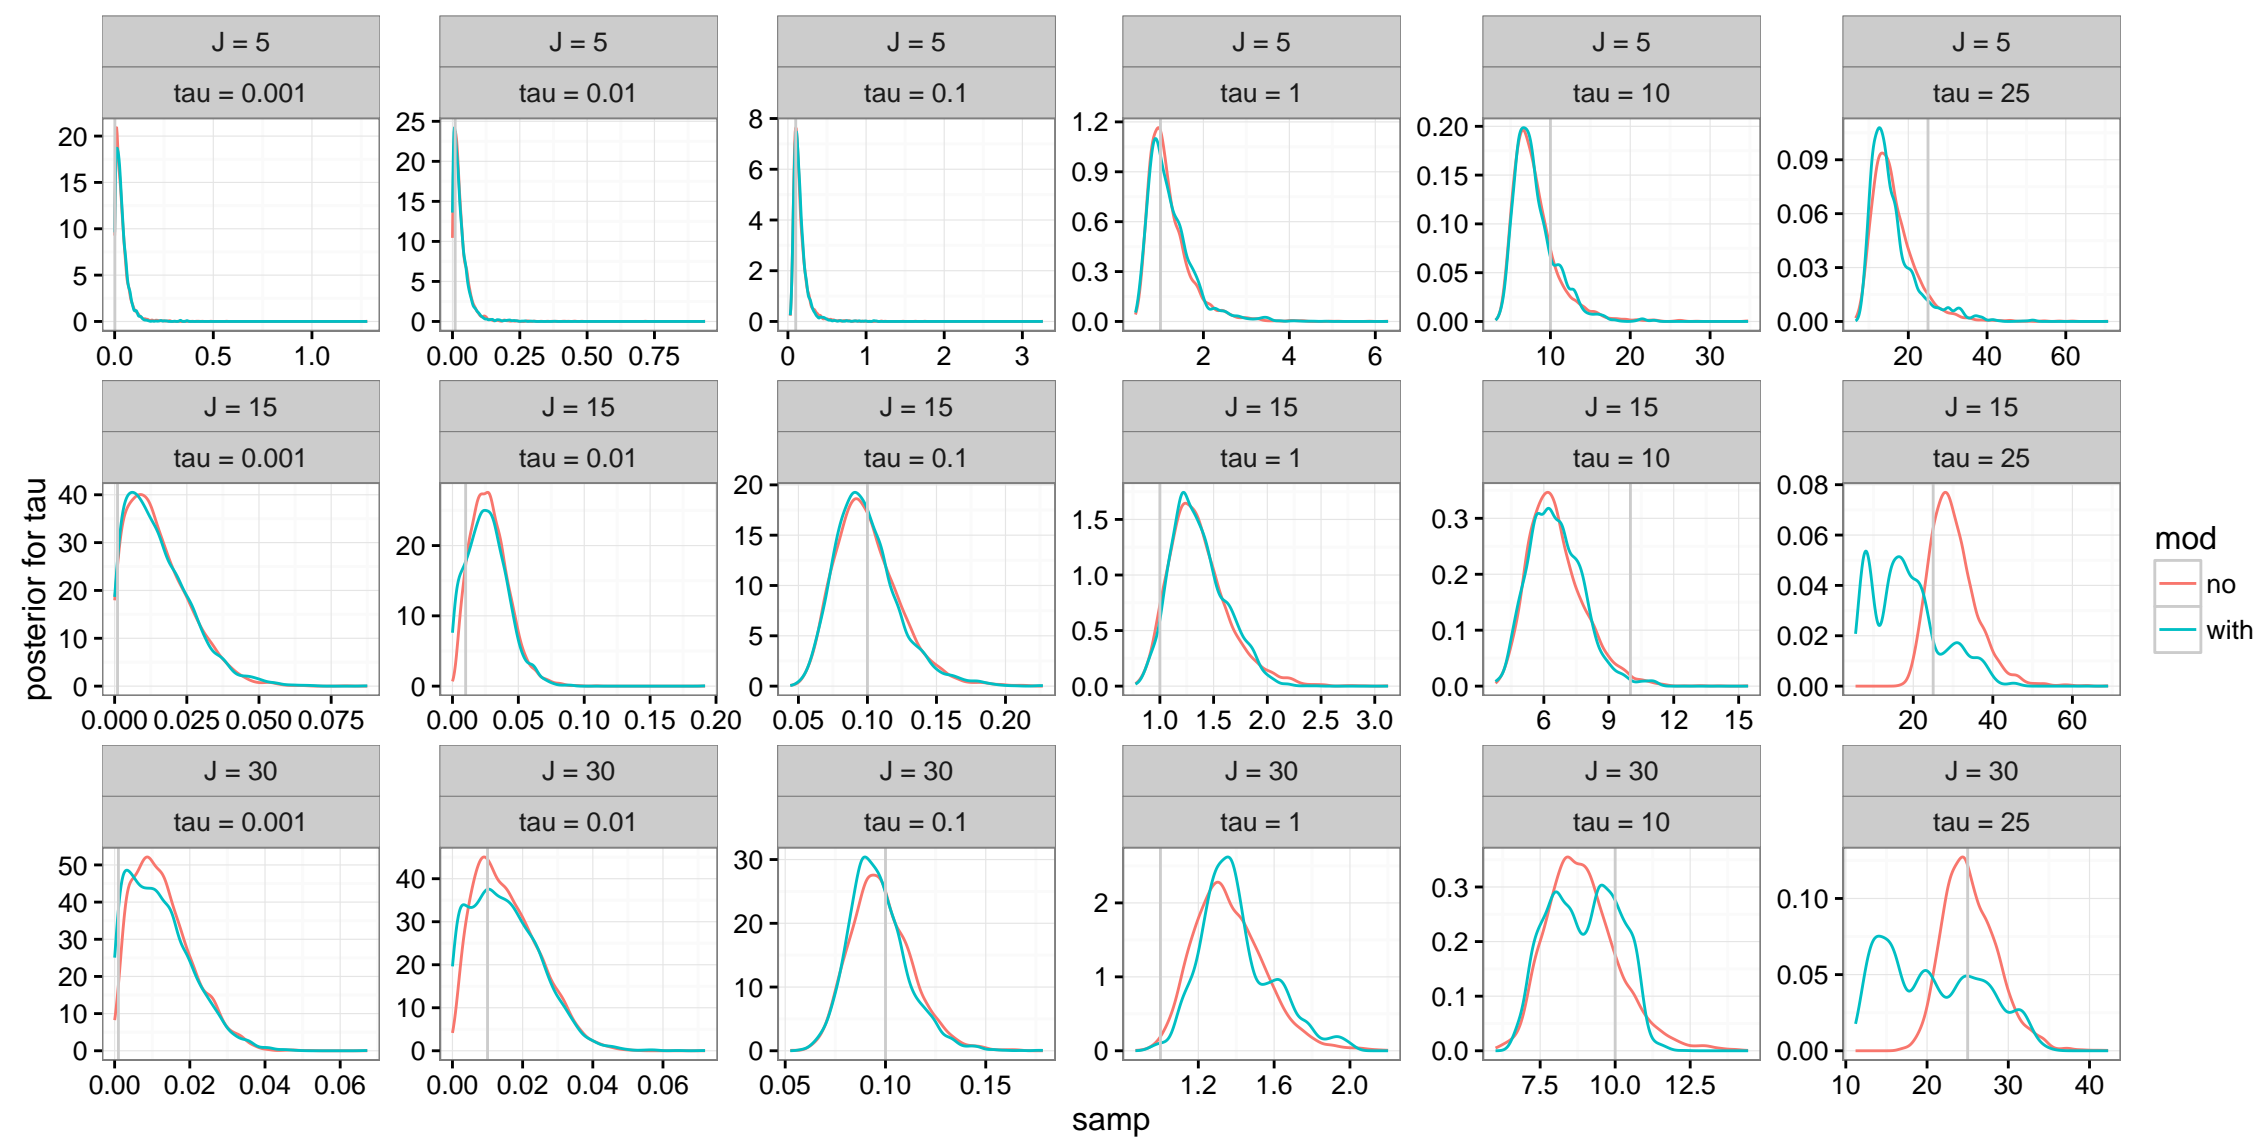 J = 5 J = 5 J = 5 J = 5 J = 5 J = 5
tau = 0.001 tau = 0.01 tau = 0.1 tau = 1 tau = 10 tau = 25
20 15 10 5 0
25 20 15 10 5 0
8 6 4 2 0
1.2 0.9 0.6 0.3 0.0
0.20 0.15 0.10 0.05 0.00
0.09 0.06 0.03 0.00
0.0 0.5 1.0
0.00 0.25 0.50 0.75
0 1 2 3
2 4 6
10 20 30
20 40 60
J = 15 J = 15 J = 15 J = 15 J = 15 J = 15
tau = 0.001 tau = 0.01 tau = 0.1 tau = 1 tau = 10 tau = 25
posterior for tau
40 30 20 10 0
20 10 0
20 15 10 5 0
1.5 1.0 0.5 0.0
0.3 0.2 0.1 0.0
0.08 0.06 0.04 0.02 0.00
0.000 0.025 0.050 0.075
0.00 0.05 0.10 0.15 0.20
0.05 0.10 0.15 0.20
1.0 1.5 2.0 2.5 3.0
6 9 12 15
20 40 60
mod
no
with
J = 30 J = 30 J = 30 J = 30 J = 30 J = 30
tau = 0.001 tau = 0.01 tau = 0.1 tau = 1 tau = 10 tau = 25
50 40 30 20 10 0
40 30 20 10 0
30 20 10 0
2 1 0
0.3 0.2 0.1 0.0
0.10 0.05 0.00
0.00 0.02 0.04 0.06
0.00 0.02 0.04 0.06
0.05 0.10 0.15
1.2 1.6 2.0
7.5 10.0 12.5
10 20 30 40
samp